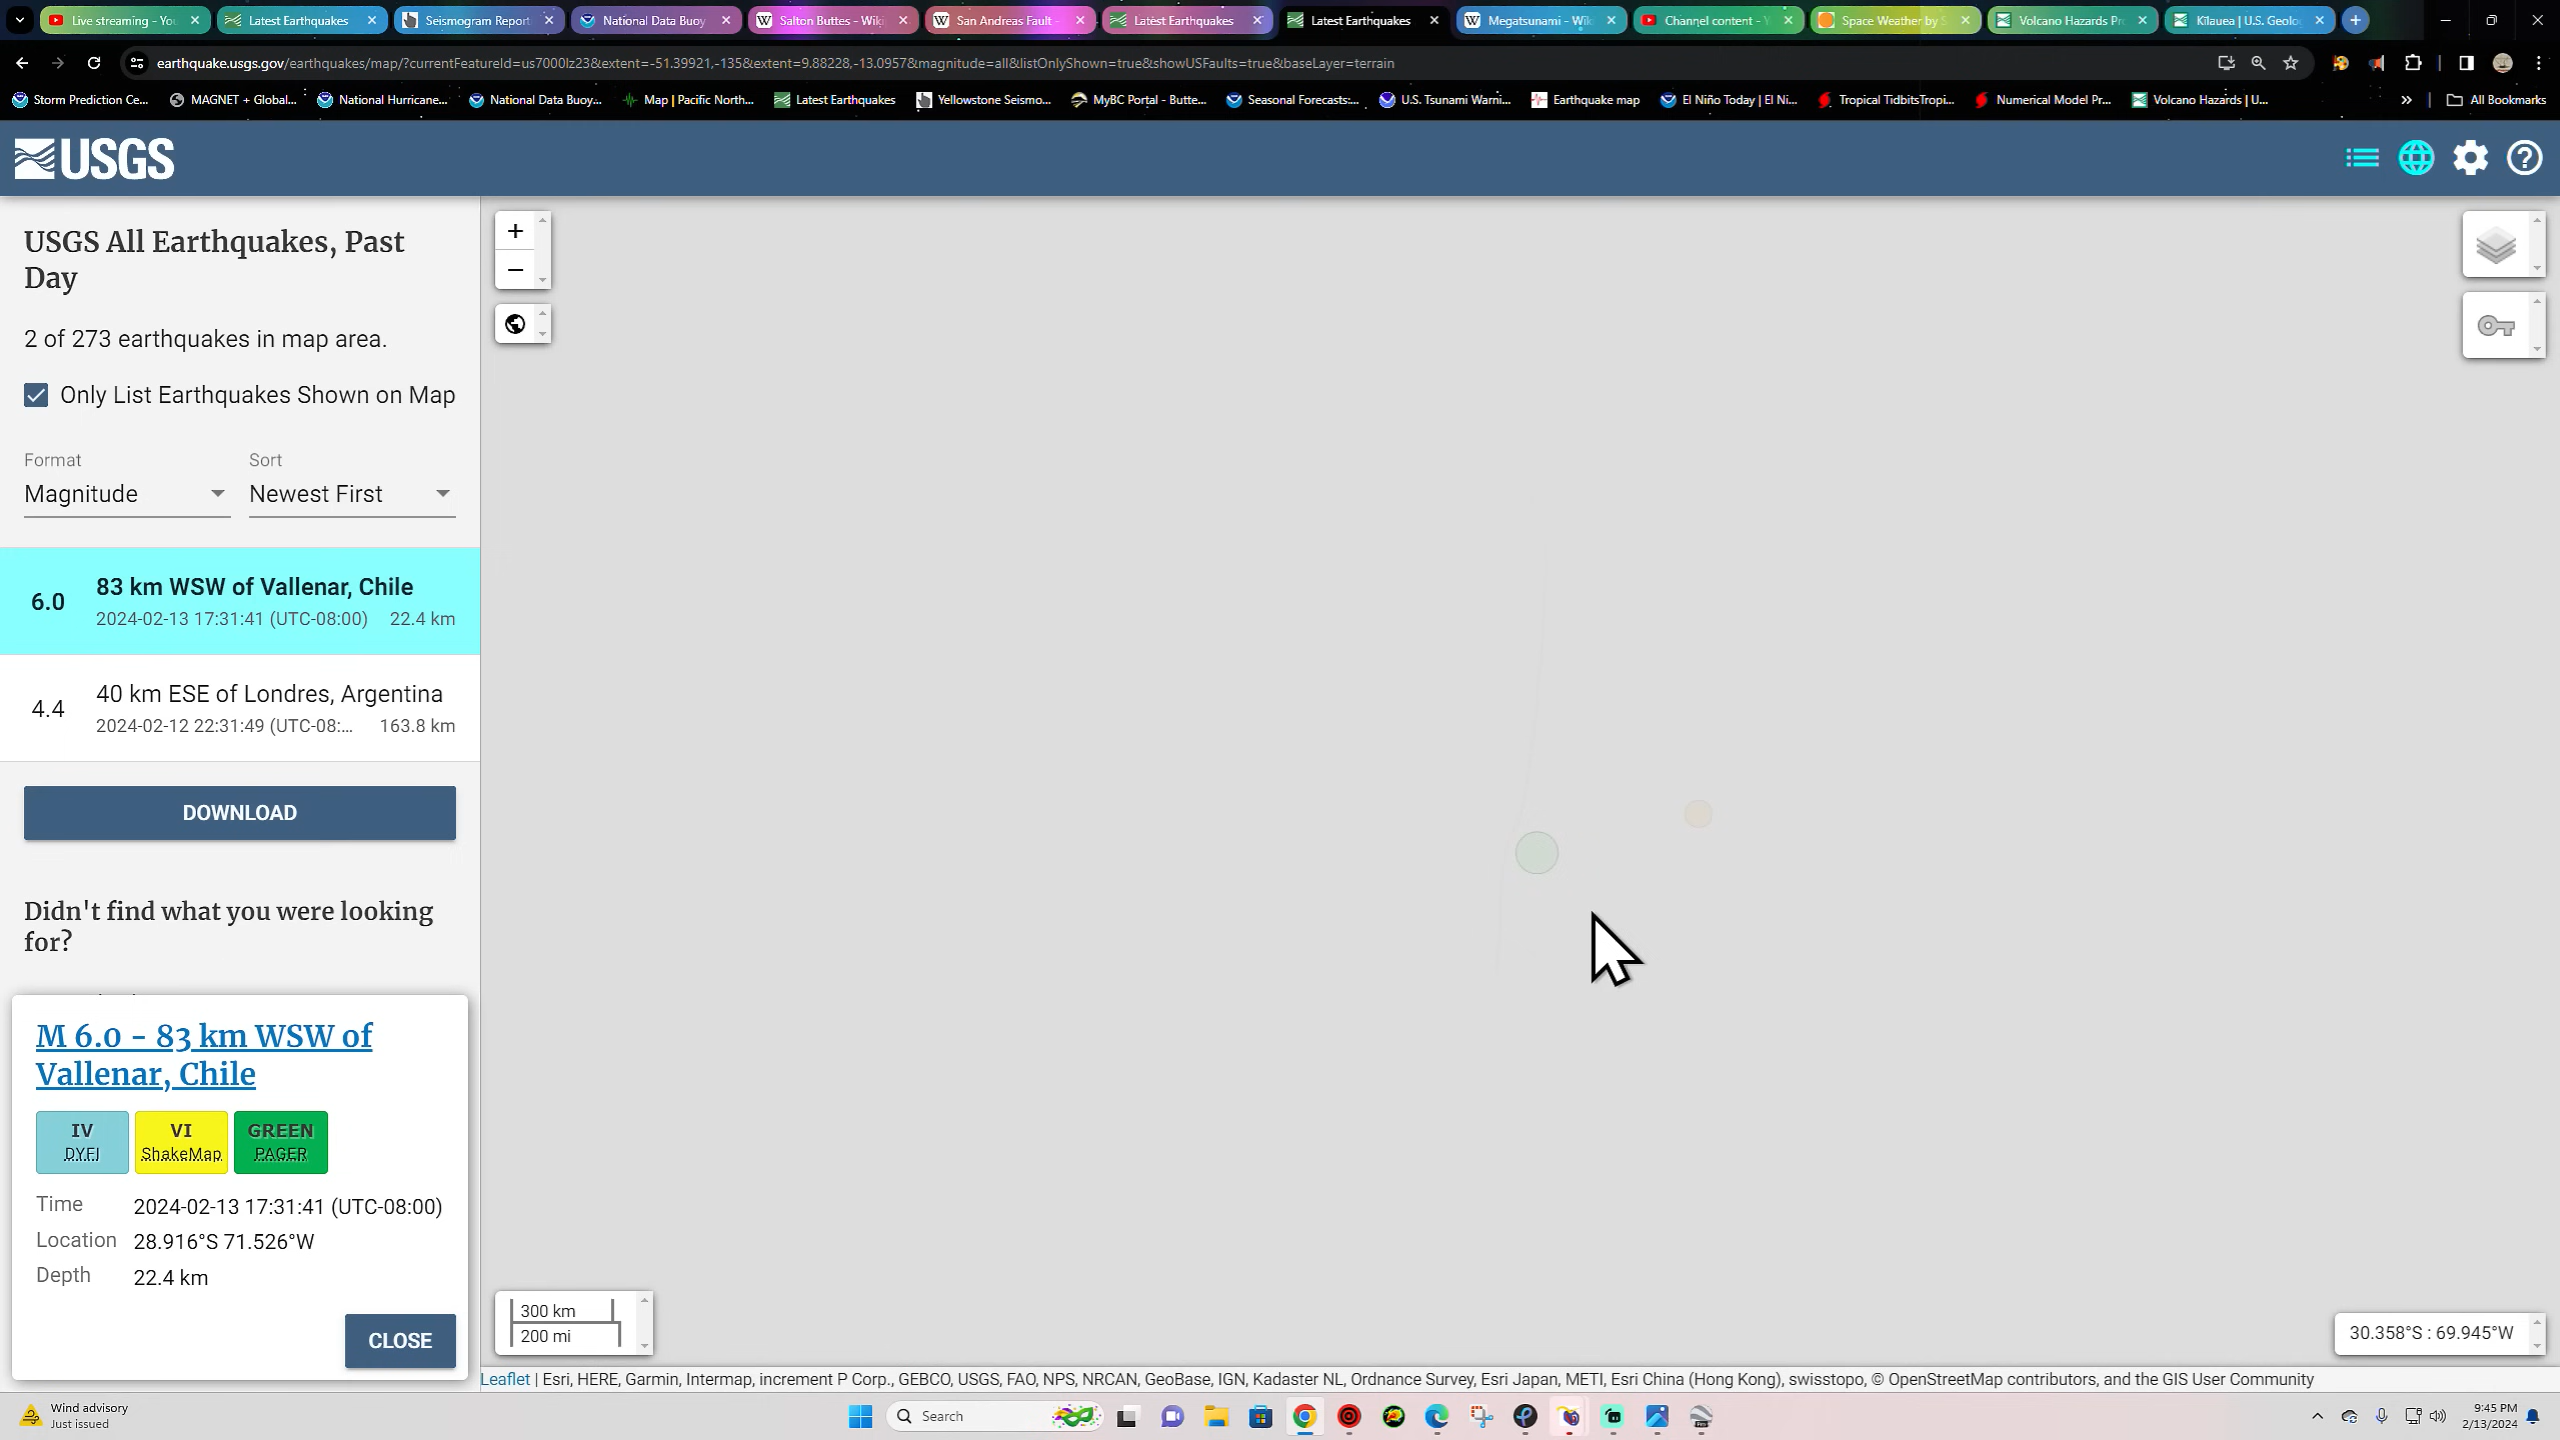 Live streaming - Yo
Latest Earthquakes
Seismogram Report
National Data Buoy
Salton Buttes - Wiki
San Andreas Fault -
Latest Earthquakes
Latest Earthquakes
Megatsunami - Wik
Channel content - Y
Space Weather by S
Volcano Hazards Pr
Kīlauea | U.S. Geolo
earthquake.usgs.gov/earthquakes/map/?currentFeatureId=us7000lz23&extent=-51.39921,-135&extent=9.88228,-13.0957&magnitude=all&listOnlyShown=true&showUSFaults=true&baseLayer=terrain
Storm Prediction Ce...
MAGNET + Global...
National Hurricane...
National Data Buoy...
Map | Pacific North...
Latest Earthquakes
Yellowstone Seismo...
MyBC Portal - Butte...
Seasonal Forecasts:...
U.S. Tsunami Warni...
Earthquake map
El Niño Today | El Ni...
Tropical TidbitsTropi...
Numerical Model Pr...
Volcano Hazards | U...
All Bookmarks
USGS
USGS All Earthquakes, Past
Day
2 of 273 earthquakes in map area.
Only List Earthquakes Shown on Map
Format
Sort
Magnitude
Newest First
6.0
83 km WSW of Vallenar, Chile
2024-02-13 17:31:41 (UTC-08:00) 22.4 km
4.4
40 km ESE of Londres, Argentina
2024-02-12 22:31:49 (UTC-08:... 163.8 km
DOWNLOAD
Didn't find what you were looking
for?
M 6.0 - 83 km WSW of
Vallenar, Chile
IV
DYFI
VI
ShakeMap
GREEN
PAGER
Time 2024-02-13 17:31:41 (UTC-08:00)
Location 28.916°S 71.526°W
Depth 22.4 km
CLOSE
300 km
200 mi
30.358°S : 69.945°W
Leaflet | Esri, HERE, Garmin, Intermap, increment P Corp., GEBCO, USGS, FAO, NPS, NRCAN, GeoBase, IGN, Kadaster NL, Ordnance Survey, Esri Japan, METI, Esri China (Hong Kong), swisstopo, © OpenStreetMap contributors, and the GIS User Community
Wind advisory
Just issued
Search
9:45 PM
2/13/2024